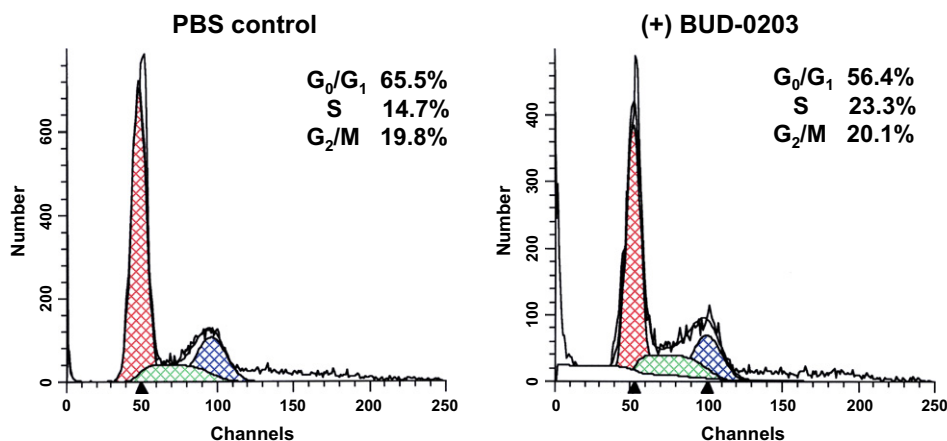 PBS control
G₀/G₁ 65.5%
S 14.7%
G₂/M 19.8%
Number
600
400
200
0
0 50 100 150 200 250
Channels
(+) BUD-0203
G₀/G₁ 56.4%
S 23.3%
G₂/M 20.1%
Number
400
300
200
100
0
0 50 100 150 200 250
Channels